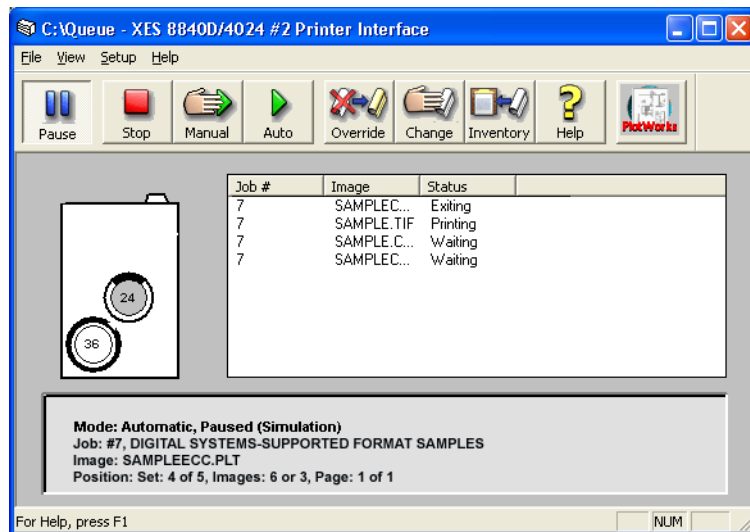 C:\Queue - XES 8840D/4024 #2 Printer Interface
File View Setup Help
Pause Stop Manual Auto Override Change Inventory Help PlotWorks
Job # Image Status
7 SAMPLEC... Exiting
7 SAMPLE.TIF Printing
7 SAMPLE.C... Waiting
7 SAMPLEC... Waiting
24
36
Mode: Automatic, Paused (Simulation)
Job: #7, DIGITAL SYSTEMS-SUPPORTED FORMAT SAMPLES
Image: SAMPLEECC.PLT
Position: Set: 4 of 5, Images: 6 or 3, Page: 1 of 1
For Help, press F1 NUM